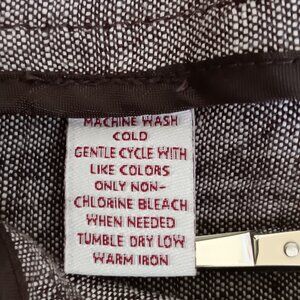 MACHINE WASH
COLD
GENTLE CYCLE WITH
LIKE COLORS
ONLY NON-
CHLORINE BLEACH
WHEN NEEDED
TUMBLE DRY LOW
WARM IRON